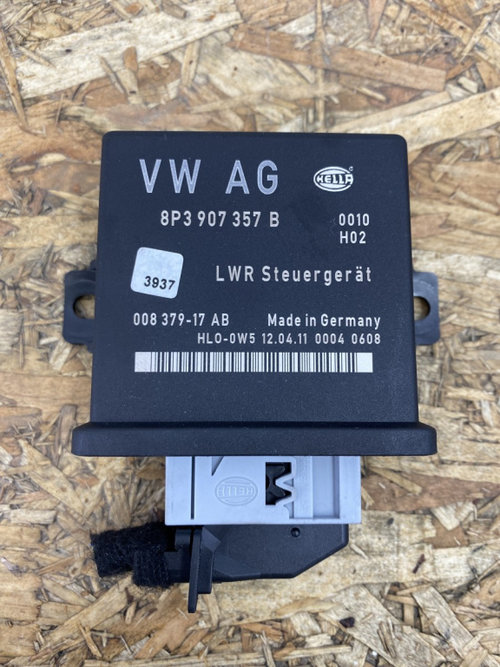 VW AG HELLA
8P3 907 357 B 0010
H02
3937
LWR Steuergerät
008 379-17 AB Made in Germany
HLO-0W5 12.04.11 0004 0608
HELLA